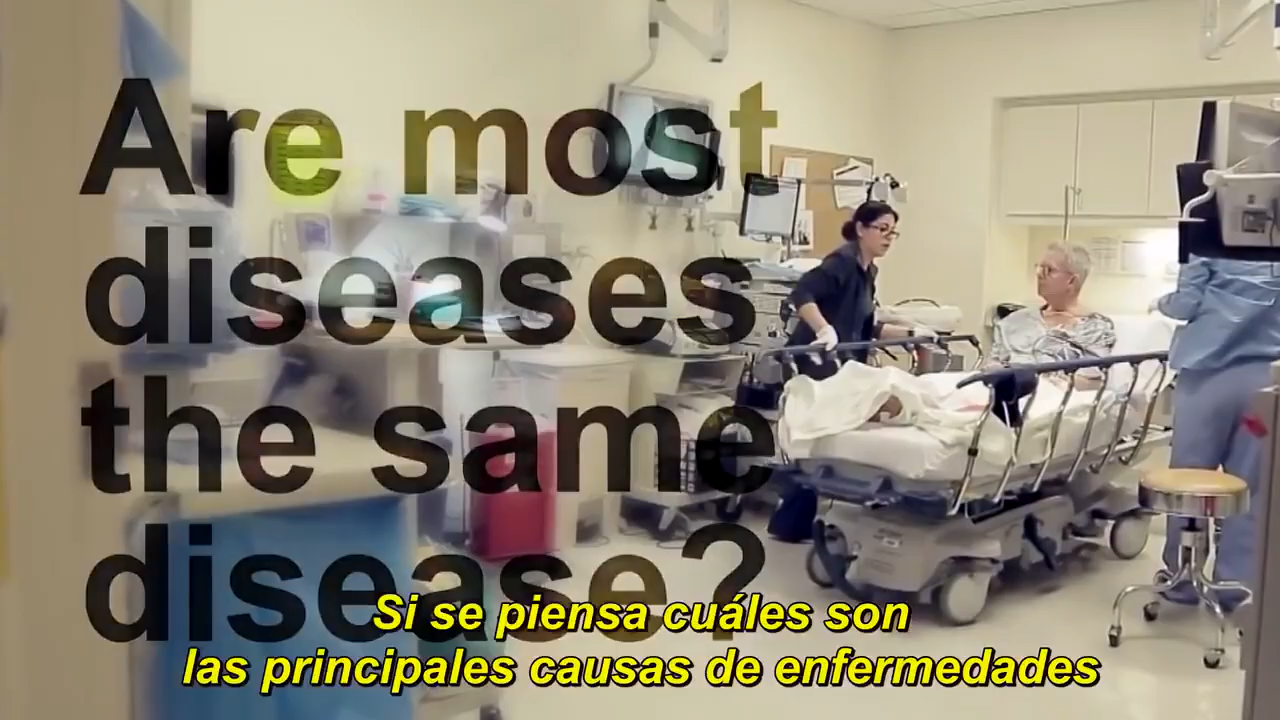 Are most
diseases
the same
disease?
Si se piensa cuáles son
las principales causas de enfermedades